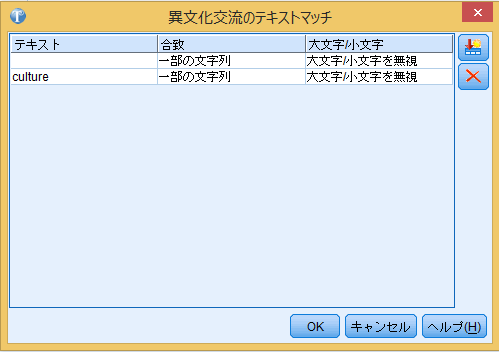 異文化交流のテキストマッチ
テキスト 合致 大文字/小文字
一部の文字列 大文字/小文字を無視
culture 一部の文字列 大文字/小文字を無視
OK キャンセル ヘルプ(H)